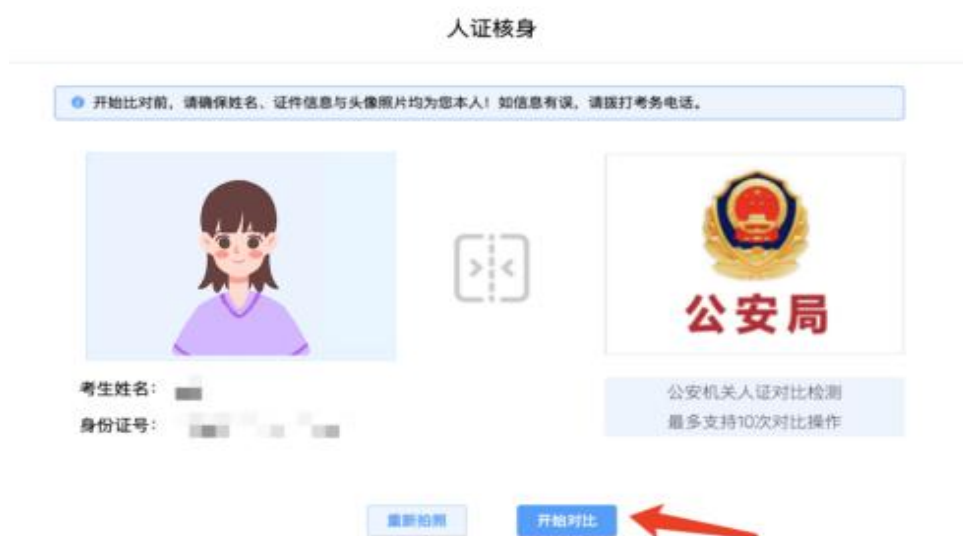 人证核身
开始比对前，请确保姓名、证件信息与头像照片均为您本人！如信息有误，请拨打考务电话。
公安局
考生姓名：
身份证号：
公安机关人证对比检测
最多支持10次对比操作
重新拍照
开始对比